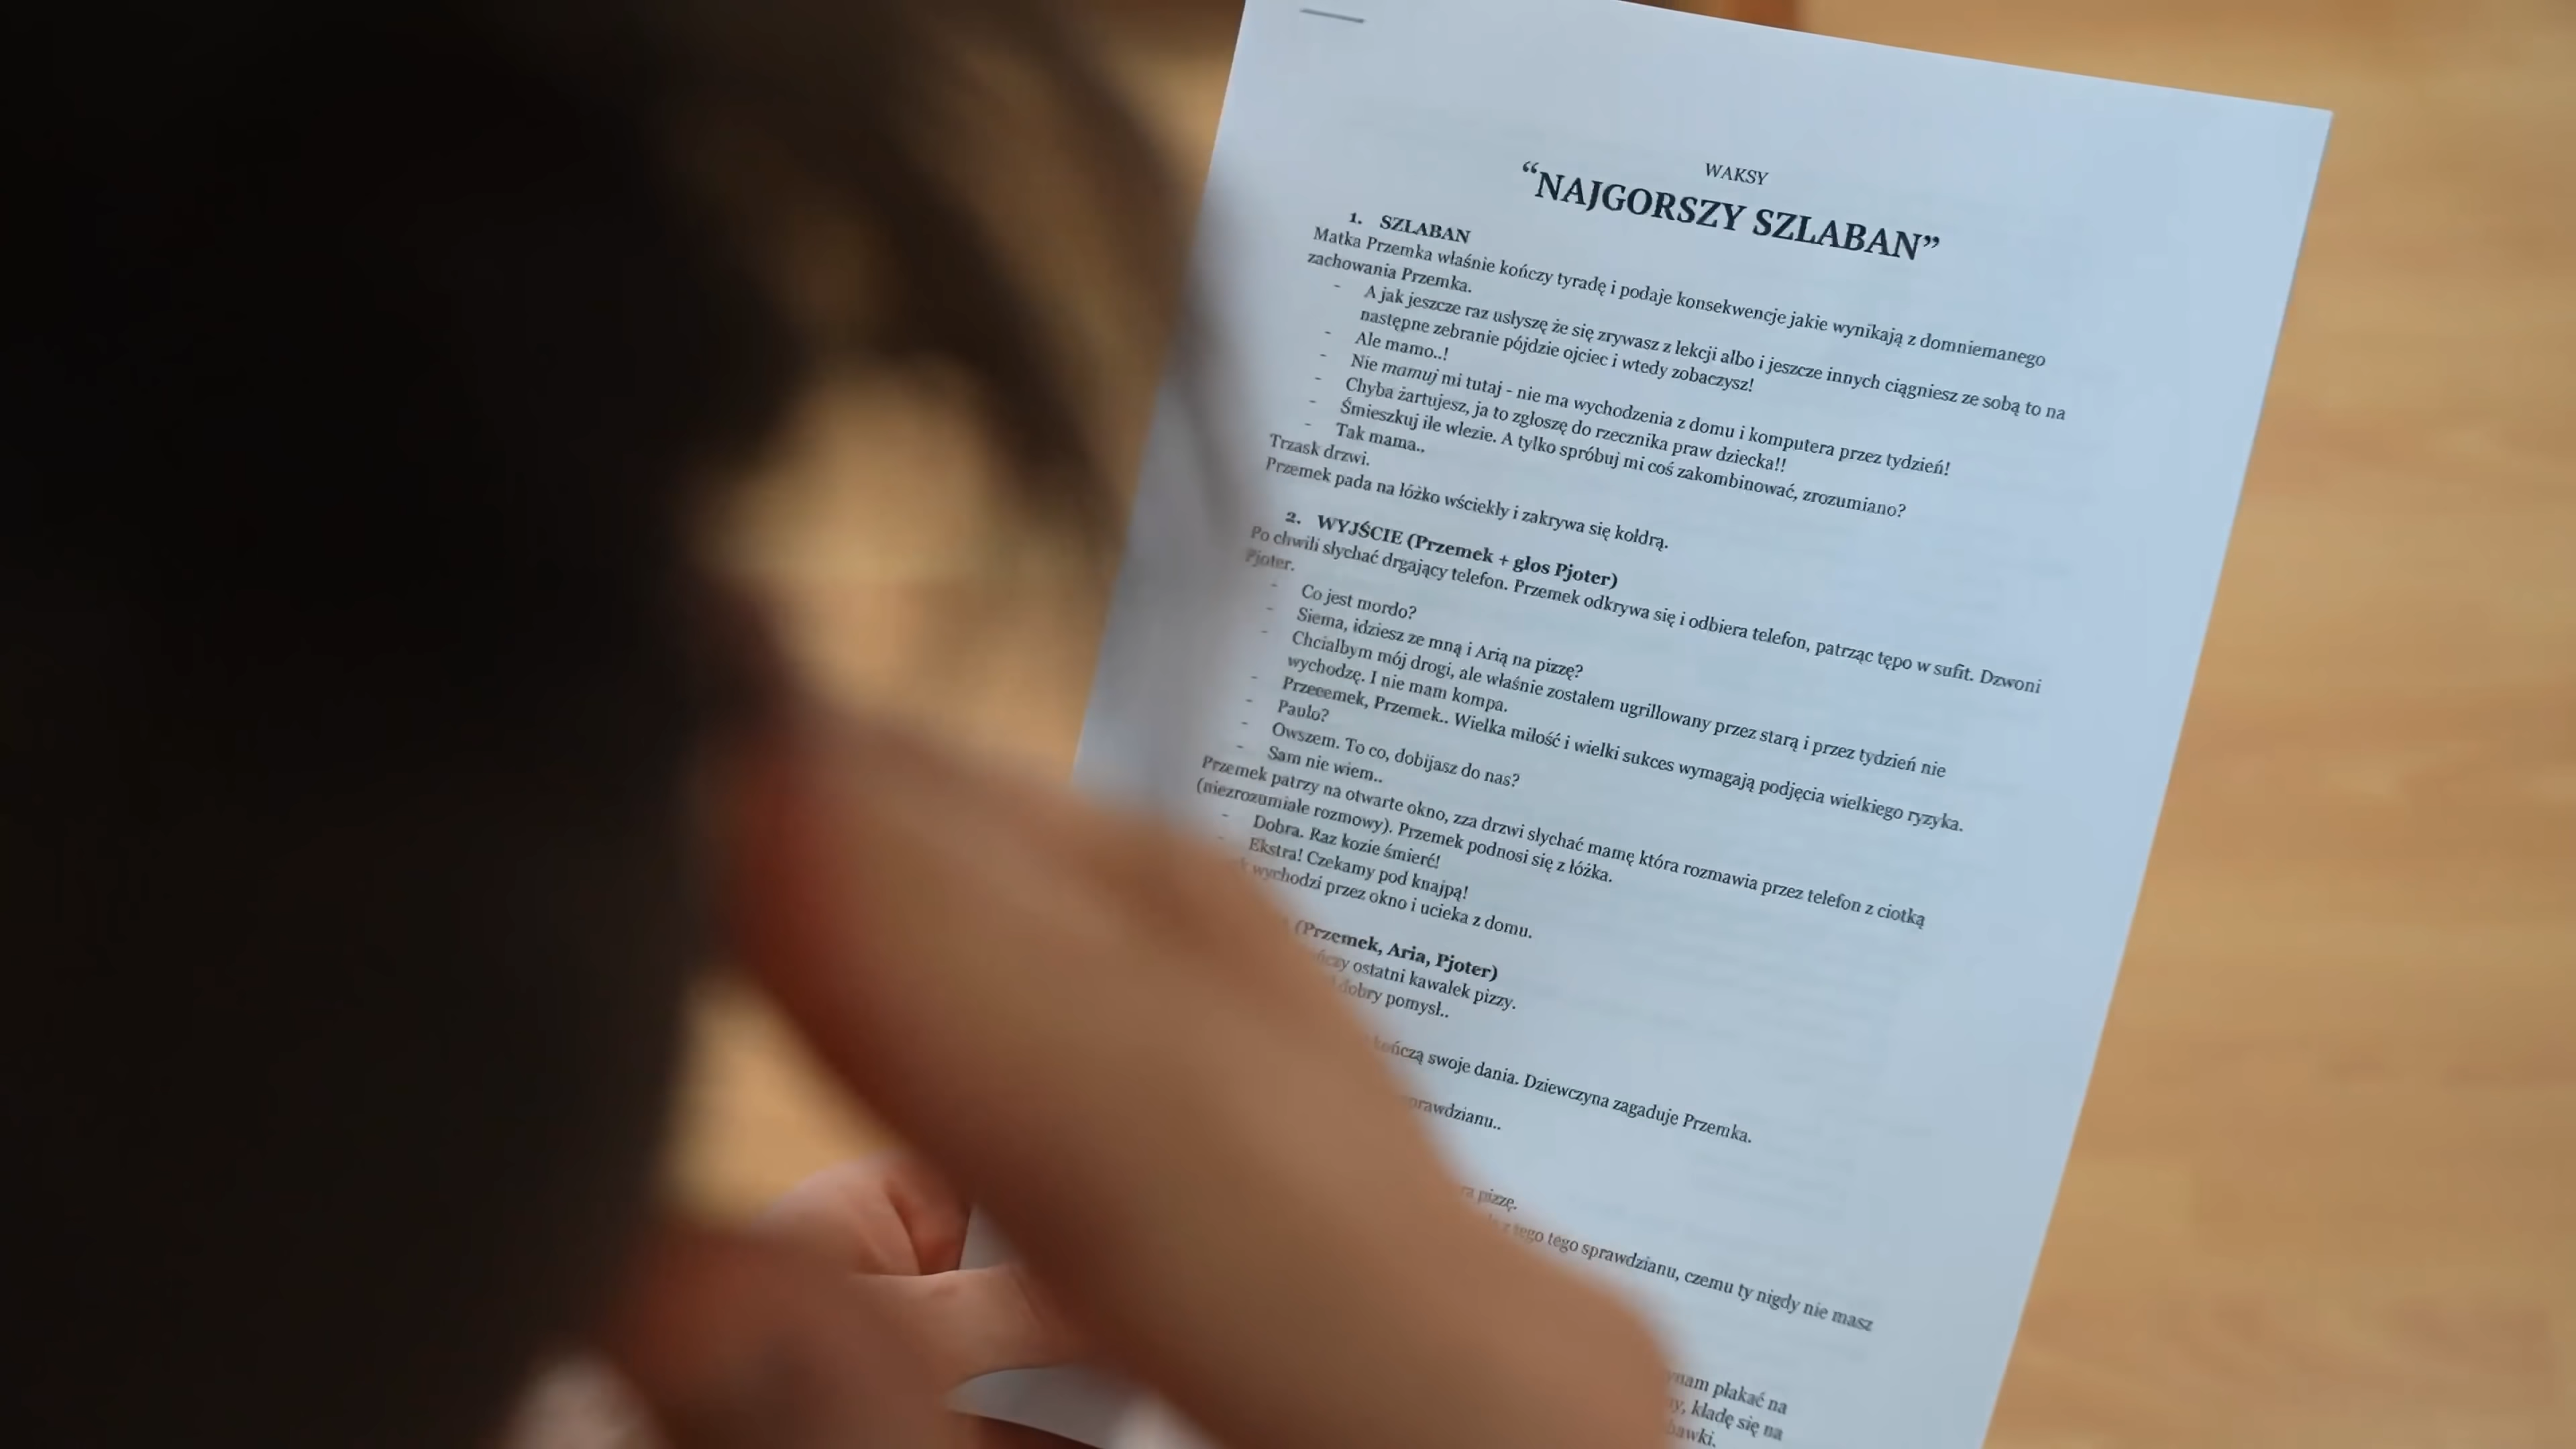 WAKSY
“NAJGORSZY SZLABAN”
1. SZLABAN
Matka Przemka właśnie kończy tyradę i podaje konsekwencje jakie wynikają z domniemanego
zachowania Przemka.
- A jak jeszcze raz usłyszę że się zrywasz z lekcji albo i jeszcze innych ciągniesz ze sobą to na
następne zebranie pójdzie ojciec i wtedy zobaczysz!
- Ale mamo..!
- Nie mamuj mi tutaj - nie ma wychodzenia z domu i komputera przez tydzień!
- Chyba żartujesz, ja to zgłoszę do rzecznika praw dziecka!!
- Śmieszkuj ile wlezie. A tylko spróbuj mi coś zakombinować, zrozumiano?
- Tak mama..
Trzask drzwi.
Przemek pada na łóżko wściekły i zakrywa się kołdrą.
2. WYJŚCIE (Przemek + głos Pjoter)
Po chwili słychać drgający telefon. Przemek odkrywa się i odbiera telefon, patrząc tępo w sufit. Dzwoni
Pjoter.
- Co jest mordo?
- Siema, idziesz ze mną i Arią na pizzę?
- Chciałbym mój drogi, ale właśnie zostałem ugrillowany przez starą i przez tydzień nie
wychodzę. I nie mam kompa.
- Przeeemek, Przemek.. Wielka miłość i wielki sukces wymagają podjęcia wielkiego ryzyka.
- Paulo?
- Owszem. To co, dobijasz do nas?
- Sam nie wiem..
Przemek patrzy na otwarte okno, zza drzwi słychać mamę która rozmawia przez telefon z ciotką
(niezrozumiałe rozmowy). Przemek podnosi się z łóżka.
- Dobra. Raz kozie śmierć!
- Ekstra! Czekamy pod knajpą!
wychodzi przez okno i ucieka z domu.
(Przemek, Aria, Pjoter)
ostatni kawałek pizzy.
dobry pomysł..
kończą swoje dania. Dziewczyna zagaduje Przemka.
pizzę.
z tego tego sprawdzianu, czemu ty nigdy nie masz
płakać na
kładę się na